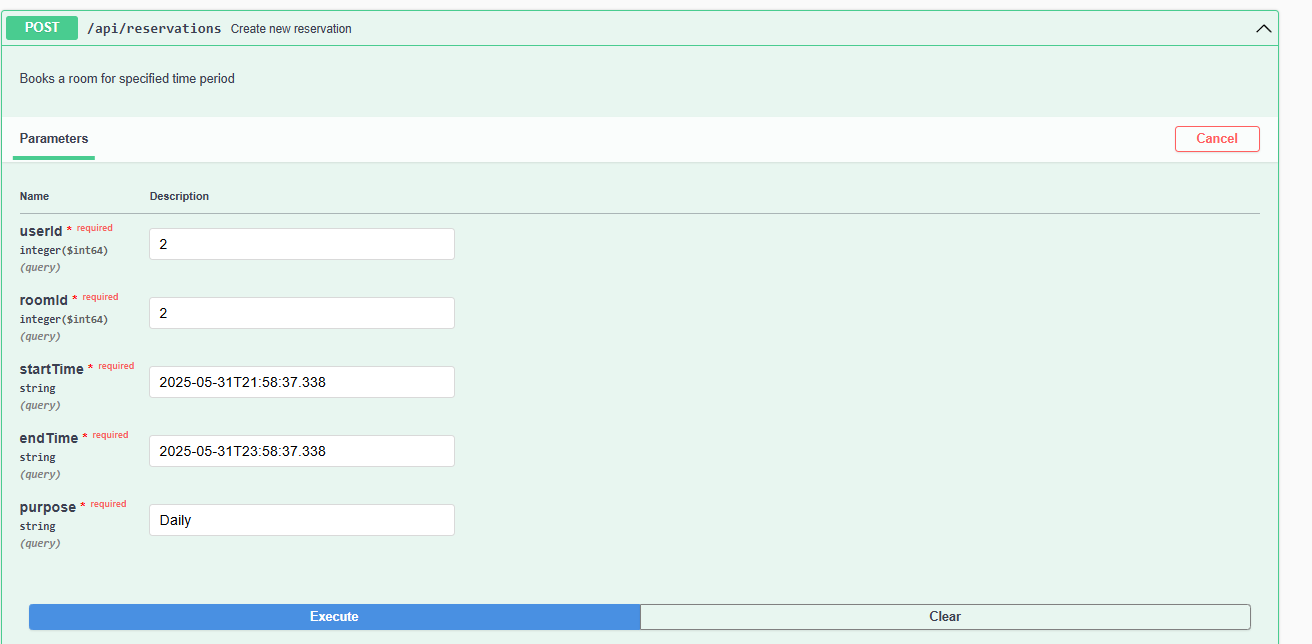 POST /api/reservations Create new reservation
Books a room for specified time period
Parameters Cancel
Name Description
userId * required
integer($int64) 2
(query)
roomId * required
integer($int64) 2
(query)
startTime * required
string 2025-05-31T21:58:37.338
(query)
endTime * required
string 2025-05-31T23:58:37.338
(query)
purpose * required
string Daily
(query)
Execute Clear